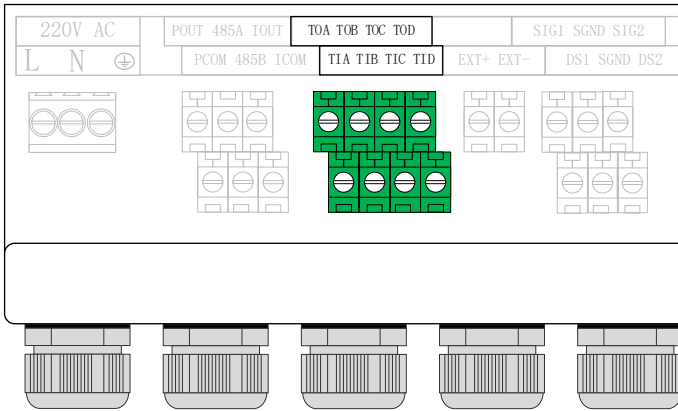 220V AC
POUT 485A IOUT
TOA TOB TOC TOD
SIG1 SGND SIG2
L N
PCOM 485B ICOM
TIA TIB TIC TID
EXT+ EXT-
DS1 SGND DS2